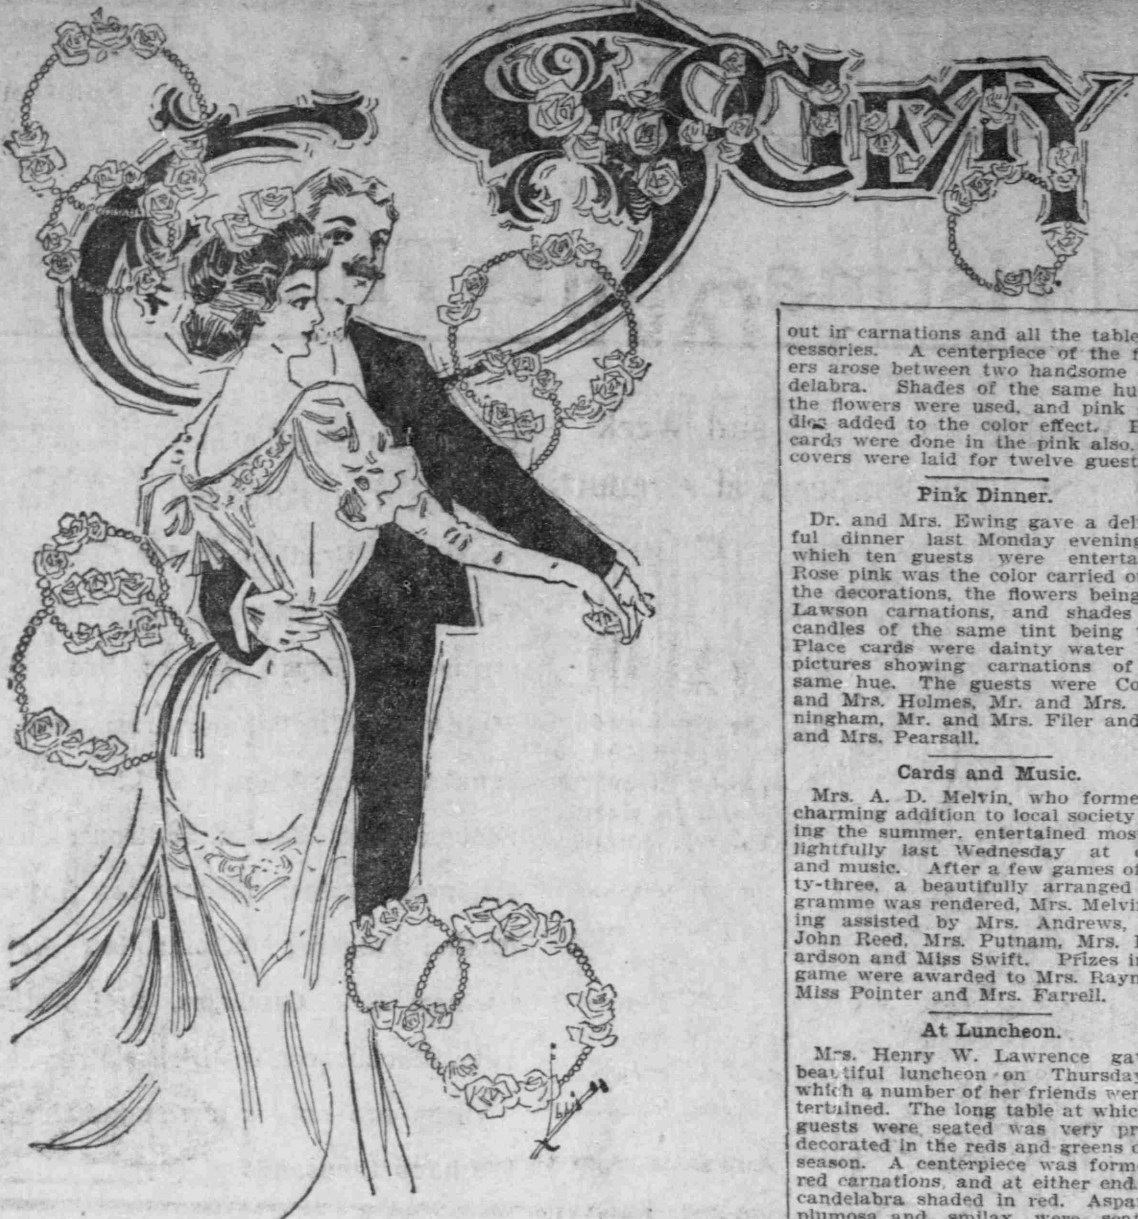 SOCIETY
out in carnations and all the table
cessories. A centerpiece of the
ers arose between two handsome
delabra. Shades of the same hu
the flowers were used, and pink
dies added to the color effect.
cards were done in the pink also,
covers were laid for twelve guest
Pink Dinner.
Dr. and Mrs. Ewing gave a del
ful dinner last Monday evening
which ten guests were enterta
Rose pink was the color carried o
the decorations, the flowers being
Lawson carnations, and shades
candles of the same tint being
Place cards were dainty water
pictures showing carnations of
same hue. The guests were Co
and Mrs. Holmes, Mr. and Mrs.
ningham, Mr. and Mrs. Filer and
and Mrs. Pearsall.
Cards and Music.
Mrs. A. D. Melvin, who forme
charming addition to local society
ing the summer, entertained mos
lightfully last Wednesday at
and music. After a few games of
ty-three, a beautifully arranged
gramme was rendered, Mrs. Melvin
ing assisted by Mrs. Andrews,
John Reed, Mrs. Putnam, Mrs.
ardson and Miss Swift. Prizes in
game were awarded to Mrs. Rayn
Miss Pointer and Mrs. Farrell.
At Luncheon.
Mrs. Henry W. Lawrence ga
beautiful luncheon on Thursday
which a number of her friends wer
tertained. The long table at whic
guests were seated was very pr
decorated in the reds and greens
season. A centerpiece was form
red carnations, and at either end
candelabra shaded in red. Aspa
plumosa and smilax were